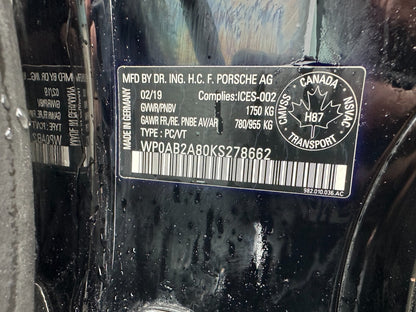 MFD BY DR. ING. H.C. F. PORSCHE AG
MADE IN GERMANY
02/19 Complies:ICES-002
GVWR/PNBV 1750 KG
GAWR FR./RE. PNBE AV/AR 780/955 KG
TYPE : PC/VT
WP0AB2A80KS278662
CANADA
CMVSS
NSVAC
H87
TRANSPORT
982.010.036.AC